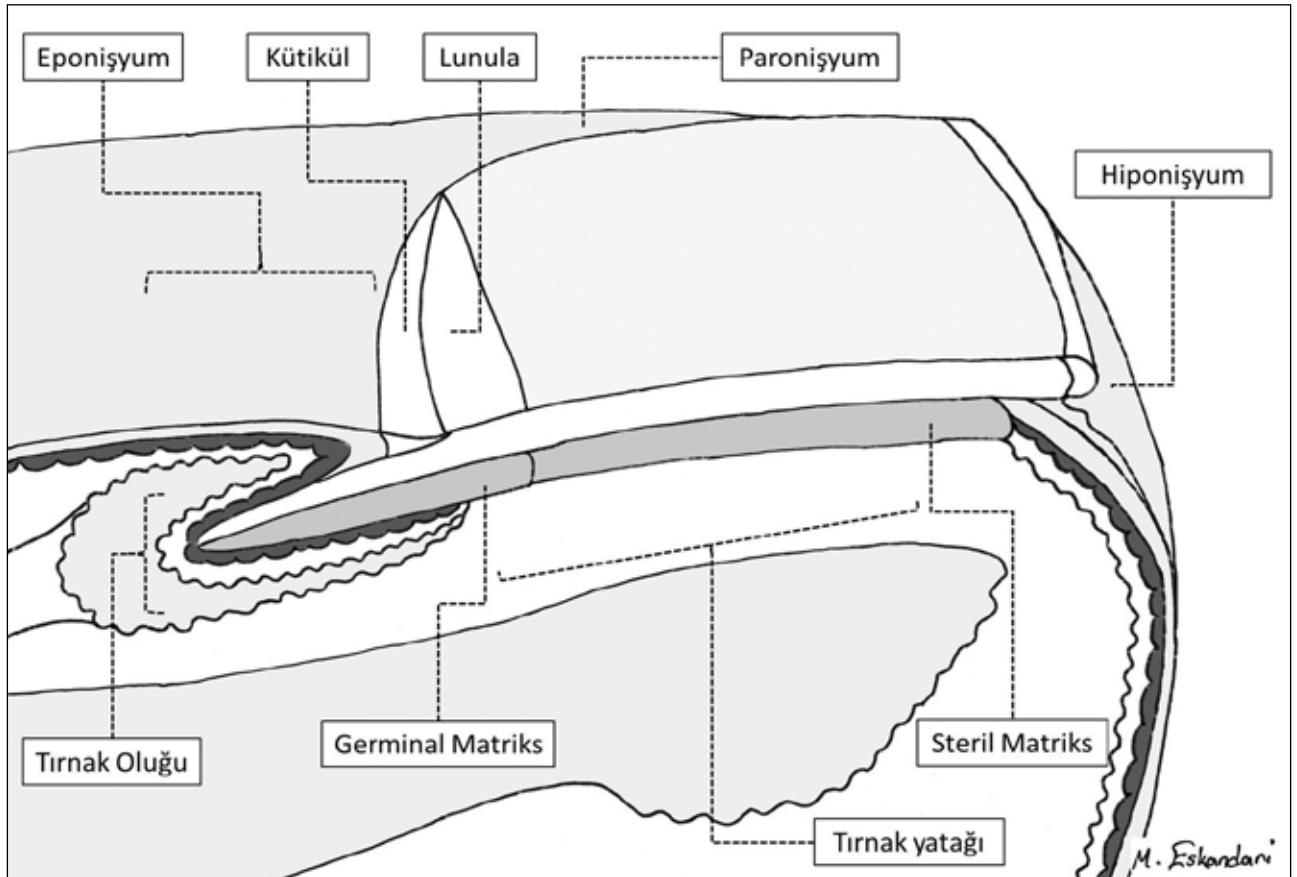 Eponişyum
Kütikül
Lunula
Paronişyum
Hiponişyum
Tırnak Oluğu
Germinal Matriks
Steril Matriks
Tırnak yatağı
M. Eskandari